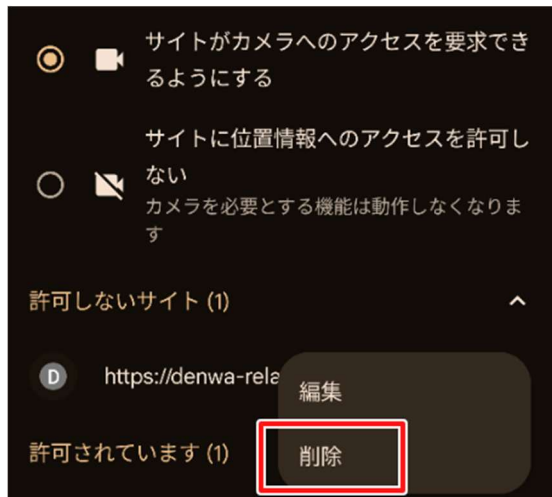 サイトがカメラへのアクセスを要求でき
るようにする
サイトに位置情報へのアクセスを許可し
ない
カメラを必要とする機能は動作しなくなりま
す
許可しないサイト (1)
D https://denwa-rela
編集
許可されています (1)
削除